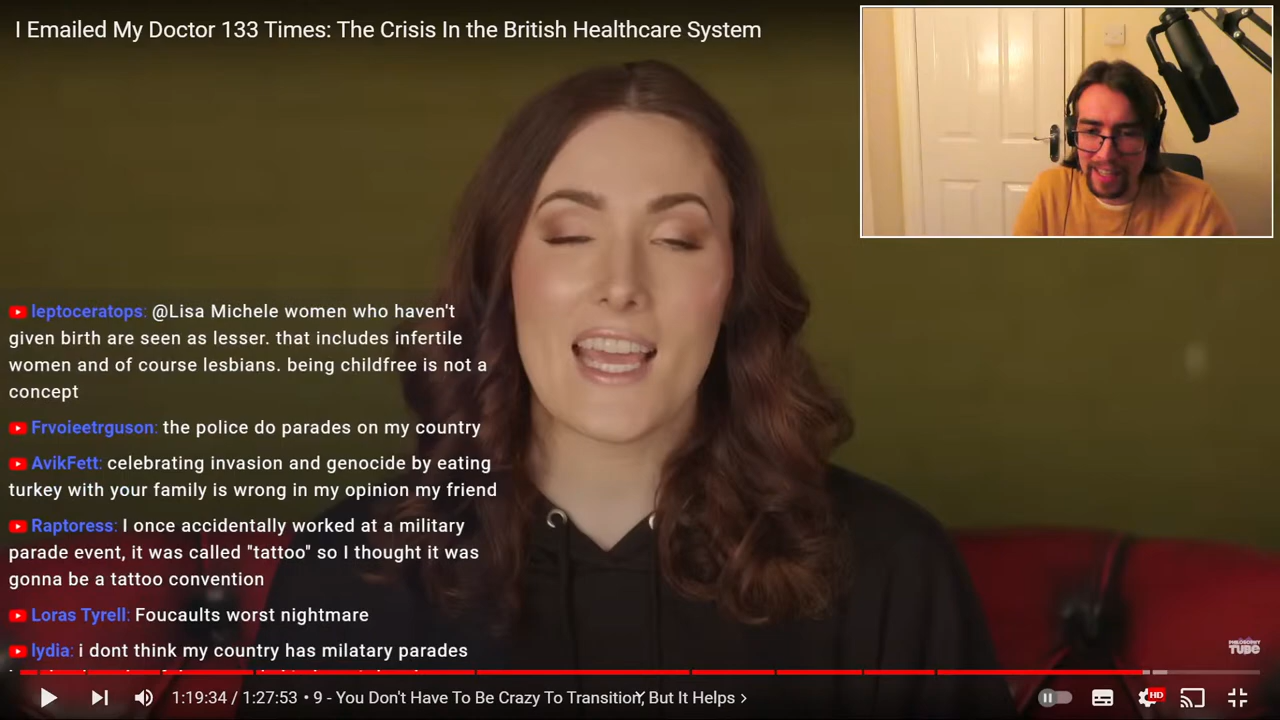 I Emailed My Doctor 133 Times: The Crisis In the British Healthcare System
leptoceratops: @Lisa Michele women who haven't
given birth are seen as lesser. that includes infertile
women and of course lesbians. being childfree is not a
concept
Frvoieetrguson: the police do parades on my country
AvikFett: celebrating invasion and genocide by eating
turkey with your family is wrong in my opinion my friend
Raptoress: I once accidentally worked at a military
parade event, it was called "tattoo" so I thought it was
gonna be a tattoo convention
Loras Tyrell: Foucaults worst nightmare
lydia: i dont think my country has milatary parades
PHILOSOPHY
TUBE
1:19:34 / 1:27:53 • 9 - You Don't Have To Be Crazy To Transition, But It Helps >
HD